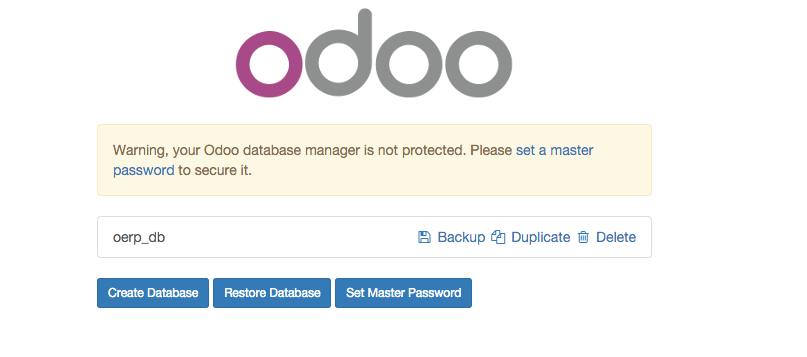 odoo
Warning, your Odoo database manager is not protected. Please set a master
password to secure it.
oerp_db Backup Duplicate Delete
Create Database Restore Database Set Master Password